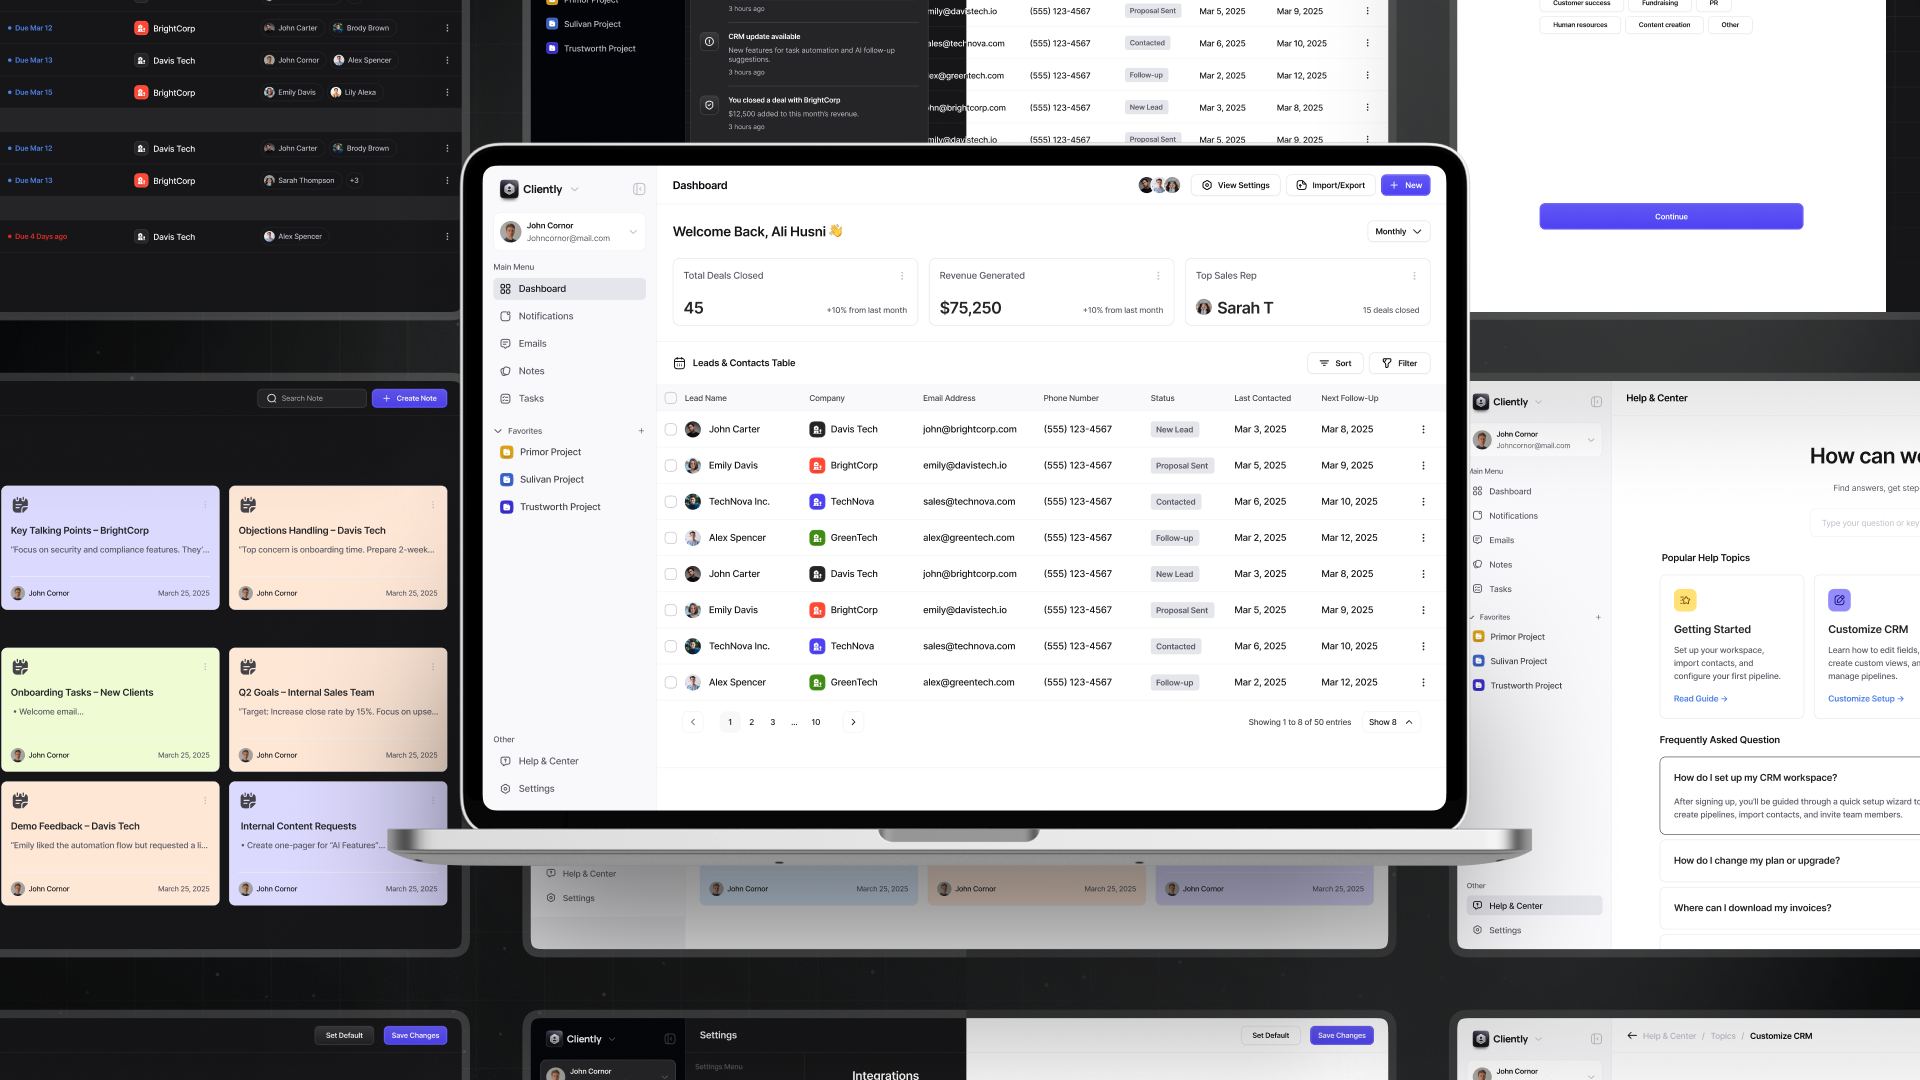 Due Mar 12
BrightCorp
John Carter
Brody Brown
Due Mar 13
Davis Tech
John Cornor
Alex Spencer
Due Mar 15
BrightCorp
Emily Davis
Lily Alexa
Due Mar 12
Davis Tech
John Carter
Brody Brown
Due Mar 13
BrightCorp
Sarah Thompson
+3
Due 4 Days ago
Davis Tech
Alex Spencer
Sulivan Project
Trustworth Project
3 hours ago
CRM update available
New features for task automation and AI follow-up
suggestions.
3 hours ago
You closed a deal with BrightCorp
$12,500 added to this month's revenue.
3 hours ago
(555) 123-4567
Proposal Sent
Mar 5, 2025
Mar 9, 2025
(555) 123-4567
Contacted
Mar 6, 2025
Mar 10, 2025
(555) 123-4567
Follow-up
Mar 2, 2025
Mar 12, 2025
(555) 123-4567
New Lead
Mar 3, 2025
Mar 8, 2025
(555) 123-4567
Proposal Sent
Mar 5, 2025
Mar 9, 2025
Customer success
Fundraising
PR
Human resources
Content creation
Other
Continue
Cliently
John Cornor
Johncornor@mail.com
Main Menu
Dashboard
Notifications
Emails
Notes
Tasks
Favorites
Primor Project
Sulivan Project
Trustworth Project
Other
Help & Center
Settings
Dashboard
View Settings
Import/Export
+ New
Welcome Back, Ali Husni 👋
Monthly
Total Deals Closed
45
+10% from last month
Revenue Generated
$75,250
+10% from last month
Top Sales Rep
Sarah T
15 deals closed
Leads & Contacts Table
Sort
Filter
Lead Name Company Email Address Phone Number Status Last Contacted Next Follow-Up
John Carter Davis Tech john@brightcorp.com (555) 123-4567 New Lead Mar 3, 2025 Mar 8, 2025
Emily Davis BrightCorp emily@davistech.io (555) 123-4567 Proposal Sent Mar 5, 2025 Mar 9, 2025
TechNova Inc. TechNova sales@technova.com (555) 123-4567 Contacted Mar 6, 2025 Mar 10, 2025
Alex Spencer GreenTech alex@greentech.com (555) 123-4567 Follow-up Mar 2, 2025 Mar 12, 2025
John Carter Davis Tech john@brightcorp.com (555) 123-4567 New Lead Mar 3, 2025 Mar 8, 2025
Emily Davis BrightCorp emily@davistech.io (555) 123-4567 Proposal Sent Mar 5, 2025 Mar 9, 2025
TechNova Inc. TechNova sales@technova.com (555) 123-4567 Contacted Mar 6, 2025 Mar 10, 2025
Alex Spencer GreenTech alex@greentech.com (555) 123-4567 Follow-up Mar 2, 2025 Mar 12, 2025
1 2 3 ... 10
Showing 1 to 8 of 50 entries
Show 8
Search Note
+ Create Note
Key Talking Points – BrightCorp
"Focus on security and compliance features. They'...
John Cornor
March 25, 2025
Objections Handling – Davis Tech
"Top concern is onboarding time. Prepare 2-week...
John Cornor
March 25, 2025
Onboarding Tasks – New Clients
• Welcome email...
John Cornor
March 25, 2025
Q2 Goals – Internal Sales Team
"Target: Increase close rate by 15%. Focus on upse...
John Cornor
March 25, 2025
Demo Feedback – Davis Tech
"Emily liked the automation flow but requested a li...
John Cornor
March 25, 2025
Internal Content Requests
• Create one-pager for "AI Features"...
John Cornor
March 25, 2025
Help & Center
Settings
John Cornor
March 25, 2025
John Cornor
March 25, 2025
John Cornor
March 25, 2025
Cliently
John Cornor
Johncornor@mail.com
Main Menu
Dashboard
Notifications
Emails
Notes
Tasks
Favorites
Primor Project
Sulivan Project
Trustworth Project
Other
Help & Center
Settings
Help & Center
How can we
Find answers, get step
Type your question or key
Popular Help Topics
Getting Started
Set up your workspace,
import contacts, and
configure your first pipeline.
Read Guide →
Customize CRM
Learn how to edit fields,
create custom views, an
manage pipelines.
Customize Setup →
Frequently Asked Question
How do I set up my CRM workspace?
After signing up, you'll be guided through a quick setup wizard to
create pipelines, import contacts, and invite team members.
How do I change my plan or upgrade?
Where can I download my invoices?
Set Default
Save Changes
Cliently
John Cornor
Settings
Settings Menu
Integrations
Set Default
Save Changes
Cliently
John Cornor
← Help & Center / Topics / Customize CRM